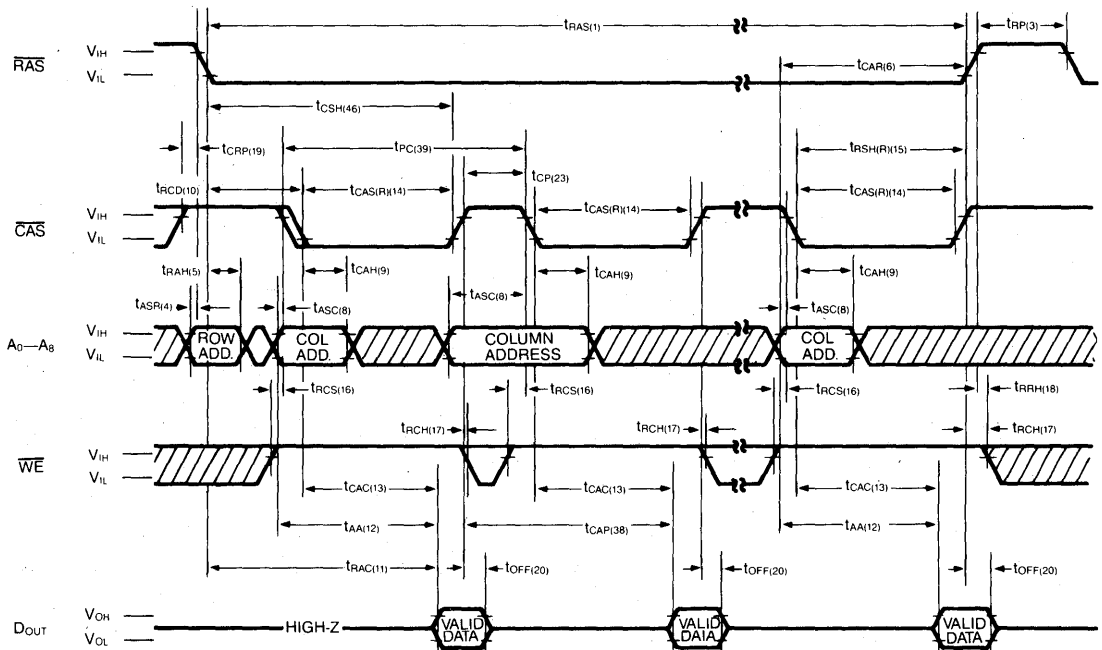 tRAS(1)
tRP(3)
RAS
VIH
VIL
tCAR(6)
tCSH(46)
tCRP(19)
tPC(39)
tRSH(R)(15)
tRCD(10)
tCAS(R)(14)
tCP(23)
tCAS(R)(14)
tCAS(R)(14)
CAS
VIH
VIL
tRAH(5)
tCAH(9)
tCAH(9)
tCAH(9)
tASR(4)
tASC(8)
tASC(8)
tASC(8)
A0—A8
VIH
VIL
ROW ADD.
COL ADD.
COLUMN ADDRESS
COL ADD.
tRCS(16)
tRCS(16)
tRCS(16)
tRRH(18)
tRCH(17)
tRCH(17)
tRCH(17)
WE
VIH
VIL
tCAC(13)
tCAC(13)
tCAC(13)
tAA(12)
tCAP(38)
tAA(12)
tRAC(11)
tOFF(20)
tOFF(20)
tOFF(20)
DOUT
VOH
VOL
HIGH-Z
VALID DATA
VALID DAIA
VALID DATA